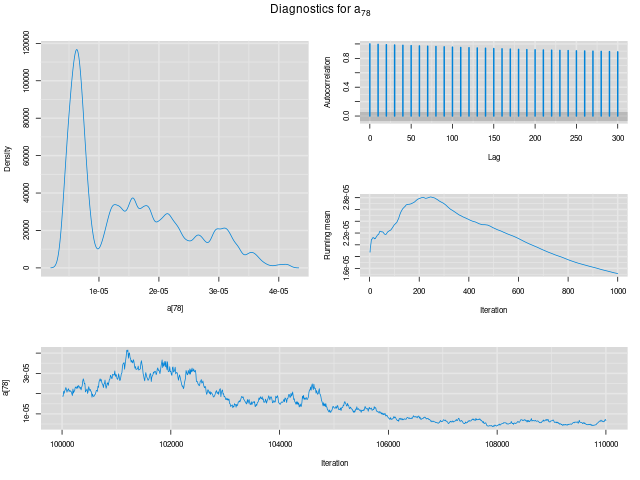 Diagnostics for a78
Density
0
20000
40000
60000
80000
100000
120000
1e-05
2e-05
3e-05
4e-05
a[78]
Autocorrelation
0.0
0.4
0.8
0
50
100
150
200
250
300
Lag
Running mean
1.6e-05
2.2e-05
2.8e-05
0
200
400
600
800
1000
Iteration
a[78]
1e-05
3e-05
100000
102000
104000
106000
108000
110000
Iteration